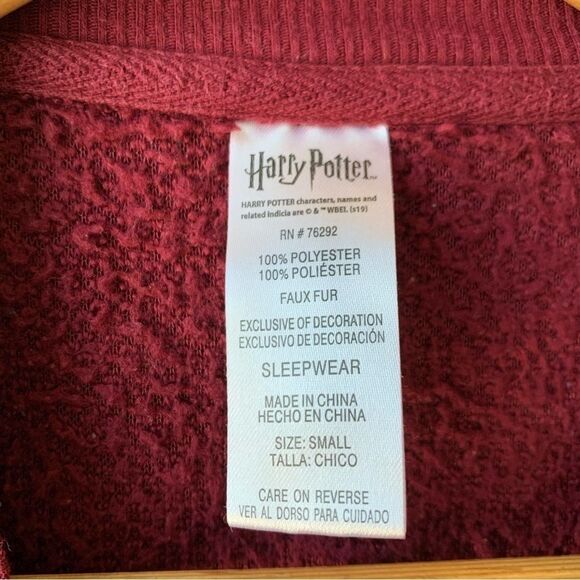 Harry Potter™
HARRY POTTER characters, names and
related indicia are © & ™ WBEI. (s19)
RN # 76292
100% POLYESTER
100% POLIÉSTER
FAUX FUR
EXCLUSIVE OF DECORATION
EXCLUSIVO DE DECORACIÓN
SLEEPWEAR
MADE IN CHINA
HECHO EN CHINA
SIZE: SMALL
TALLA: CHICO
CARE ON REVERSE
VER AL DORSO PARA CUIDADO